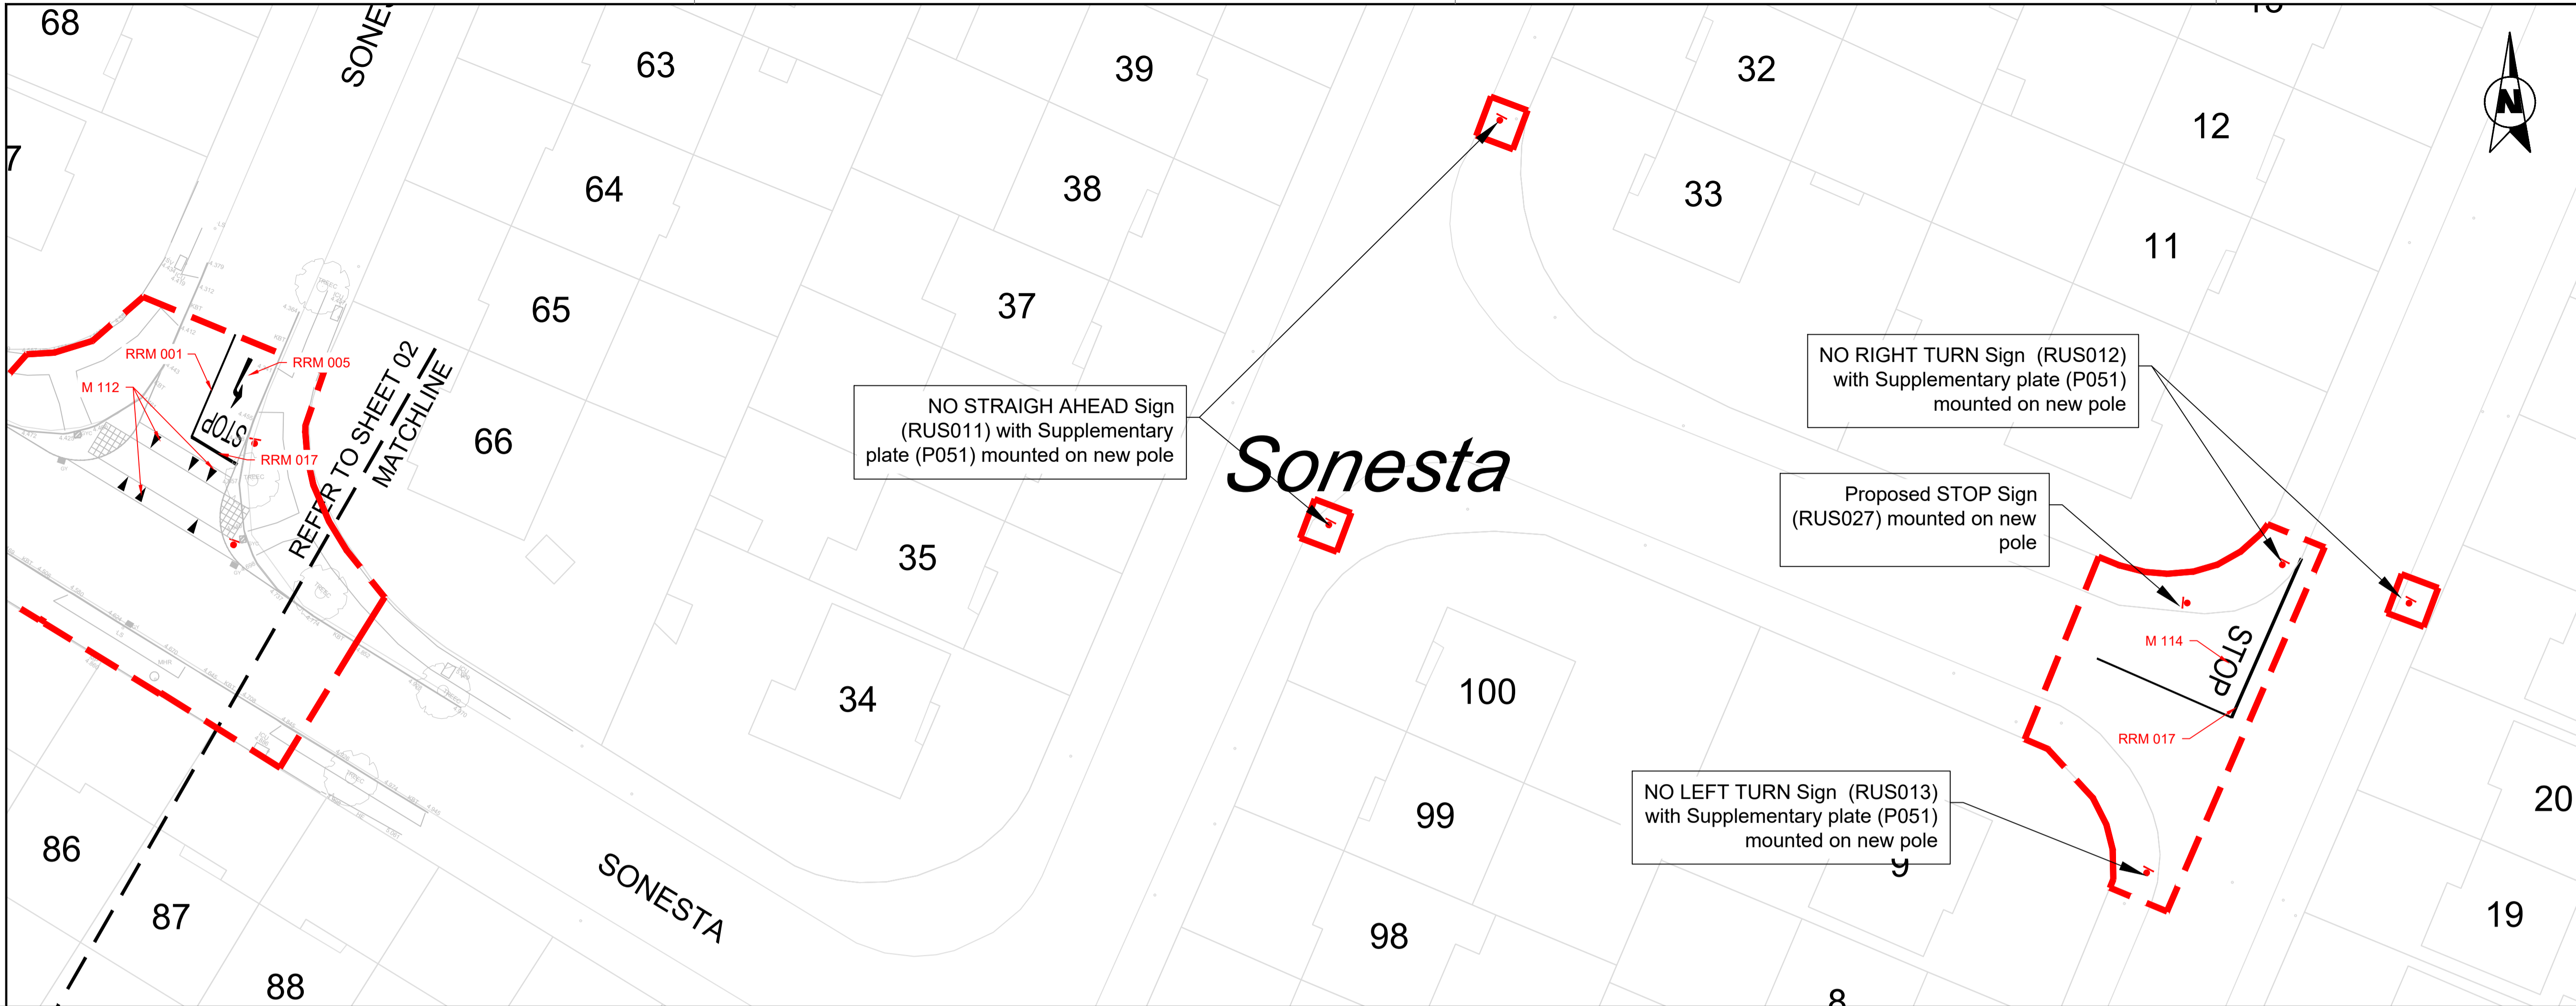 68
SONES
63
39
32
12
N
7
64
38
33
11
65
37
66
RRM 001
RRM 005
M 112
STOP
RRM 017
REFER TO SHEET 02
MATCHLINE
NO STRAIGH AHEAD Sign
(RUS011) with Supplementary
plate (P051) mounted on new pole
Sonesta
NO RIGHT TURN Sign (RUS012)
with Supplementary plate (P051)
mounted on new pole
Proposed STOP Sign
(RUS027) mounted on new
pole
35
34
100
M 114
STOP
RRM 017
NO LEFT TURN Sign (RUS013)
with Supplementary plate (P051)
mounted on new pole
9
99
20
86
SONESTA
87
98
19
88
8